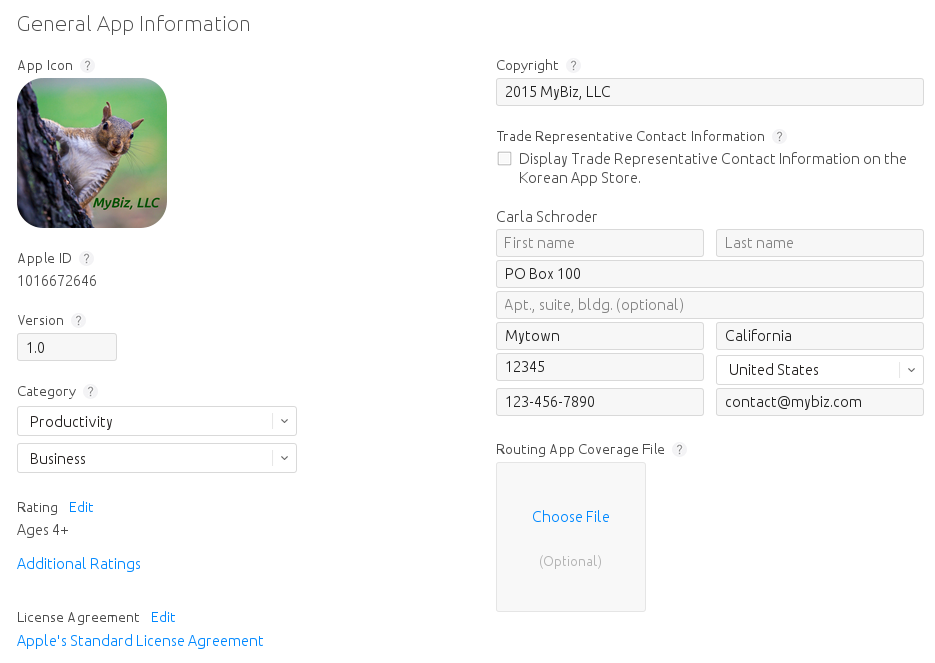 General App Information
App Icon ?
MyBiz, LLC
Apple ID ?
1016672646
Version ?
1.0
Category ?
Productivity
Business
Rating Edit
Ages 4+
Additional Ratings
License Agreement Edit
Apple's Standard License Agreement
Copyright ?
2015 MyBiz, LLC
Trade Representative Contact Information ?
Display Trade Representative Contact Information on the
Korean App Store.
Carla Schroder
First name Last name
PO Box 100
Apt., suite, bldg. (optional)
Mytown California
12345 United States
123-456-7890 contact@mybiz.com
Routing App Coverage File ?
Choose File
(Optional)